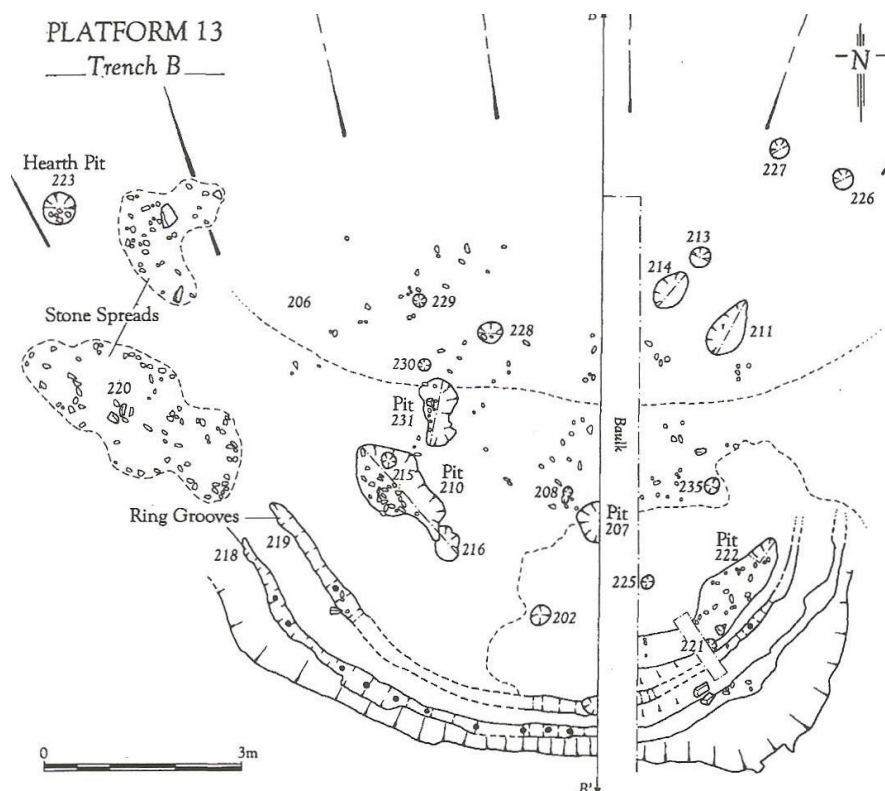 PLATFORM 13
Trench B
B
N
Hearth Pit
223
227
226
213
214
211
206
229
228
230
Stone Spreads
220
Pit
231
Baulk
215
Pit
210
208
235
Pit
207
Ring Grooves
219
218
216
Pit
222
225
202
221
0
3m
B'